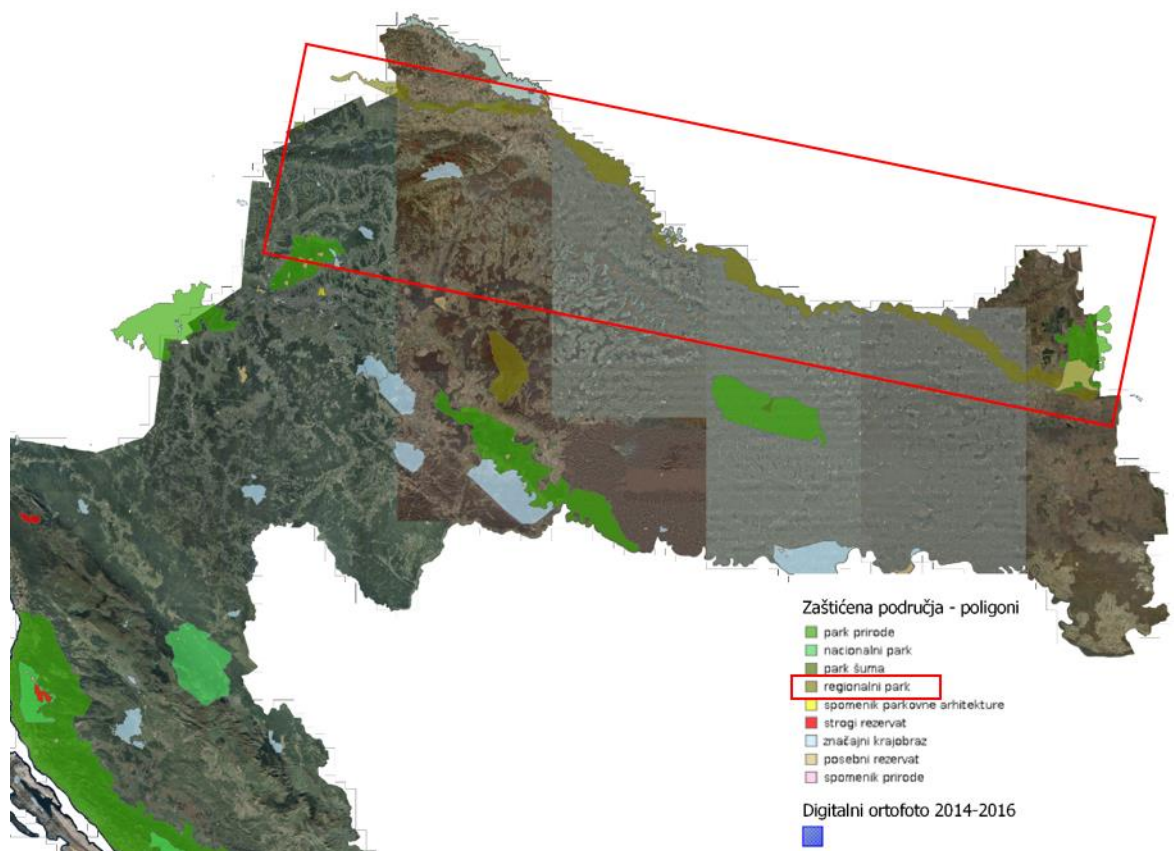 Zaštićena područja - poligoni
park prirode
nacionalni park
park šuma
regionalni park
spomenik parkovne arhitekture
strogi rezervat
značajni krajobraz
posebni rezervat
spomenik prirode
Digitalni ortofoto 2014-2016